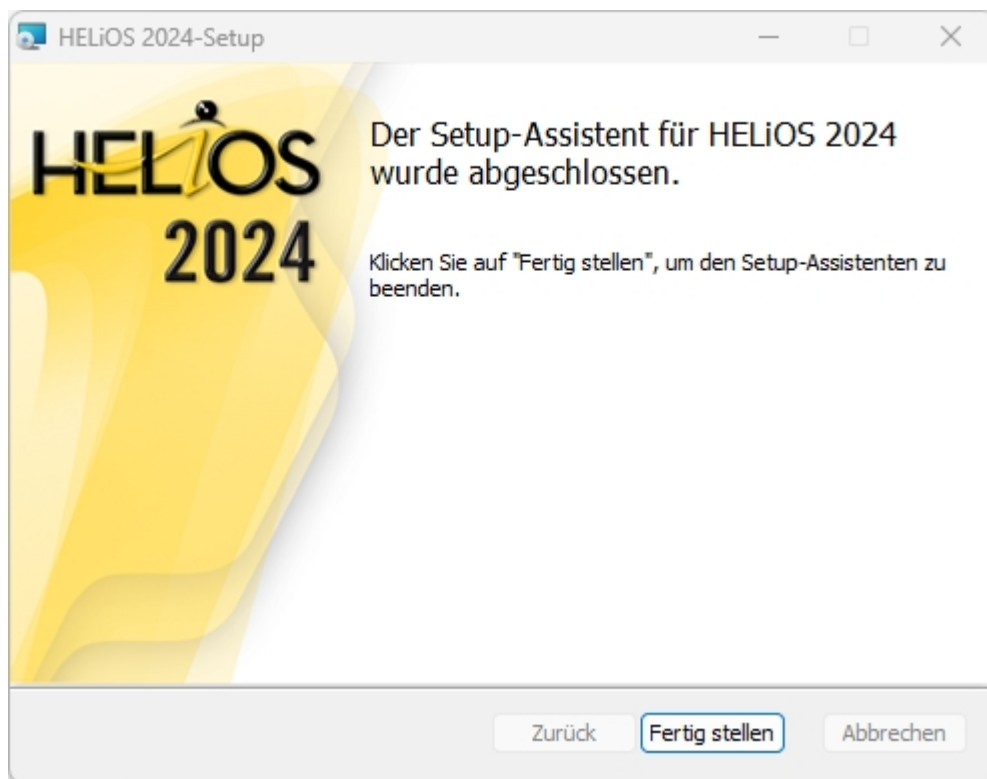 HELiOS 2024-Setup
HELiOS
2024
Der Setup-Assistent für HELiOS 2024
wurde abgeschlossen.
Klicken Sie auf "Fertig stellen", um den Setup-Assistenten zu
beenden.
Zurück
Fertig stellen
Abbrechen